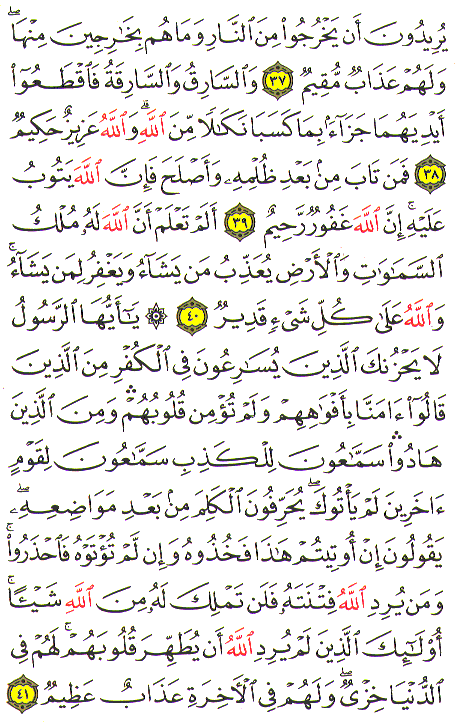 يُرِيدُونَ أَن يَخْرُجُوا۟ مِنَ ٱلنَّارِ وَمَا هُم بِخَـٰرِجِينَ مِنْهَا ۖ
وَلَهُمْ عَذَابٌ مُّقِيمٌ ٣٧ وَٱلسَّارِقُ وَٱلسَّارِقَةُ فَٱقْطَعُوٓا۟
أَيْدِيَهُمَا جَزَآءًۢ بِمَا كَسَبَا نَكَـٰلًا مِّنَ ٱللَّهِ ۗ وَٱللَّهُ عَزِيزٌ حَكِيمٌ
٣٨ فَمَن تَابَ مِنۢ بَعْدِ ظُلْمِهِۦ وَأَصْلَحَ فَإِنَّ ٱللَّهَ يَتُوبُ
عَلَيْهِ ۗ إِنَّ ٱللَّهَ غَفُورٌ رَّحِيمٌ ٣٩ أَلَمْ تَعْلَمْ أَنَّ ٱللَّهَ لَهُۥ مُلْكُ
ٱلسَّمَـٰوَٰتِ وَٱلْأَرْضِ يُعَذِّبُ مَن يَشَآءُ وَيَغْفِرُ لِمَن يَشَآءُ ۗ
وَٱللَّهُ عَلَىٰ كُلِّ شَىْءٍ قَدِيرٌ ٤٠ ۞ يَـٰٓأَيُّهَا ٱلرَّسُولُ
لَا يَحْزُنكَ ٱلَّذِينَ يُسَـٰرِعُونَ فِى ٱلْكُفْرِ مِنَ ٱلَّذِينَ
قَالُوٓا۟ ءَامَنَّا بِأَفْوَٰهِهِمْ وَلَمْ تُؤْمِن قُلُوبُهُمْ ۛ وَمِنَ ٱلَّذِينَ
هَادُوا۟ ۛ سَمَّـٰعُونَ لِلْكَذِبِ سَمَّـٰعُونَ لِقَوْمٍ
ءَاخَرِينَ لَمْ يَأْتُوكَ ۖ يُحَرِّفُونَ ٱلْكَلِمَ مِنۢ بَعْدِ مَوَاضِعِهِۦ ۖ
يَقُولُونَ إِنْ أُوتِيتُمْ هَـٰذَا فَخُذُوهُ وَإِن لَّمْ تُؤْتَوْهُ فَٱحْذَرُوا۟ ۚ
وَمَن يُرِدِ ٱللَّهُ فِتْنَتَهُۥ فَلَن تَمْلِكَ لَهُۥ مِنَ ٱللَّهِ شَيْـًٔا ۚ
أُو۟لَـٰٓئِكَ ٱلَّذِينَ لَمْ يُرِدِ ٱللَّهُ أَن يُطَهِّرَ قُلُوبَهُمْ ۚ لَهُمْ فِى
ٱلدُّنْيَا خِزْىٌ ۖ وَلَهُمْ فِى ٱلْـَٔاخِرَةِ عَذَابٌ عَظِيمٌ ٤١